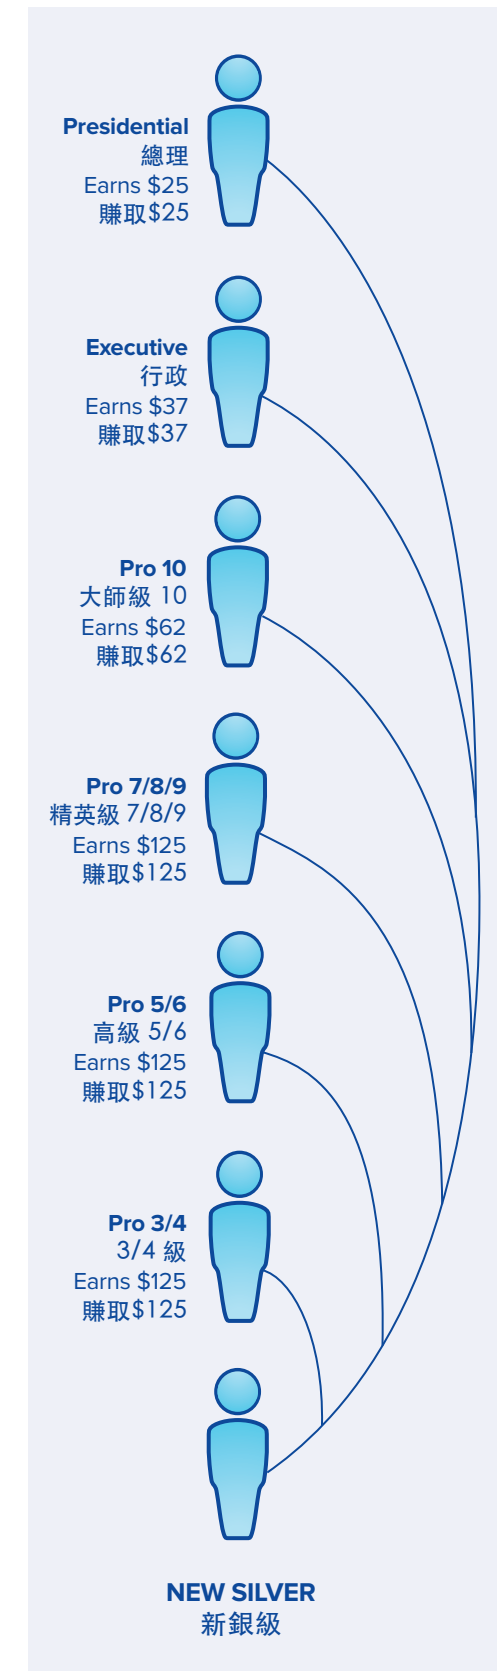 Presidential
總理
Earns $25
賺取$25
Executive
行政
Earns $37
賺取$37
Pro 10
大師級 10
Earns $62
賺取$62
Pro 7/8/9
精英級 7/8/9
Earns $125
賺取$125
Pro 5/6
高級 5/6
Earns $125
賺取$125
Pro 3/4
3/4 級
Earns $125
賺取$125
NEW SILVER
新銀級